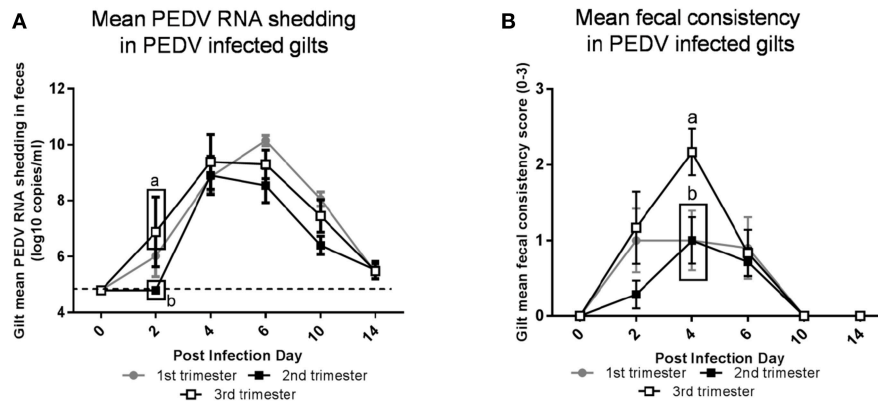 A
Mean PEDV RNA shedding
in PEDV infected gilts
Gilt mean PEDV RNA shedding in feces
(log10 copies/ml)
12
10
8
6
4
a
b
0
2
4
6
10
14
Post Infection Day
1st trimester
2nd trimester
3rd trimester
B
Mean fecal consistency
in PEDV infected gilts
Gilt mean fecal consistency score (0-3)
3
2
1
0
a
b
0
2
4
6
10
14
Post Infection Day
1st trimester
2nd trimester
3rd trimester